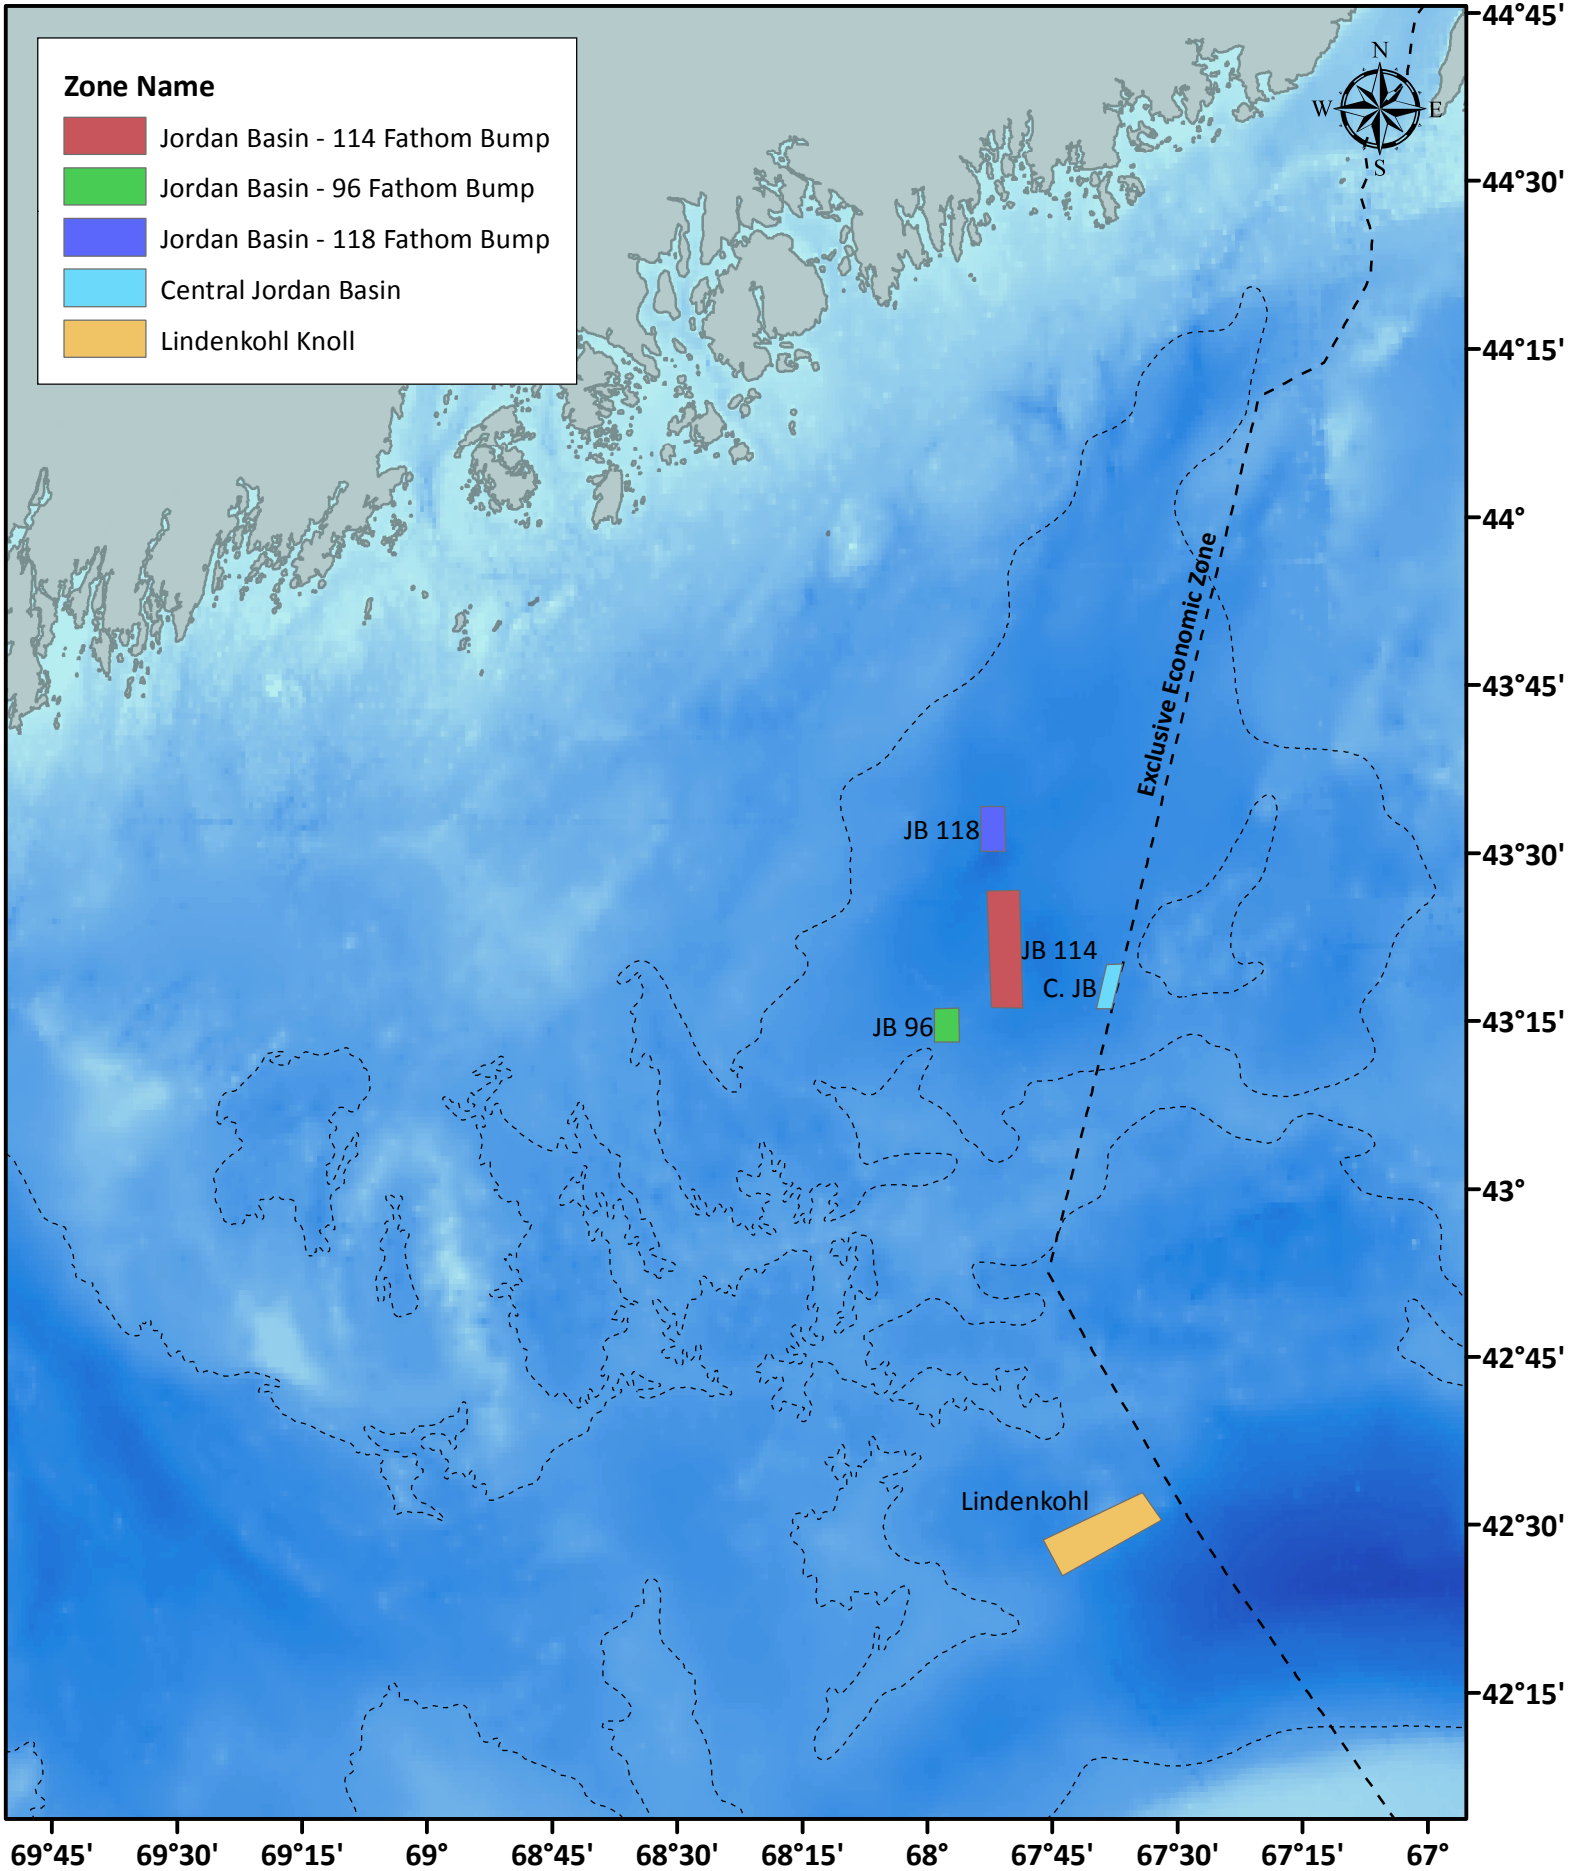 Zone Name
Jordan Basin - 114 Fathom Bump
Jordan Basin - 96 Fathom Bump
Jordan Basin - 118 Fathom Bump
Central Jordan Basin
Lindenkohl Knoll
N
W
E
S
Exclusive Economic Zone
JB 118
JB 114
C. JB
JB 96
Lindenkohl
44°45'
44°30'
44°15'
44°
43°45'
43°30'
43°15'
43°
42°45'
42°30'
42°15'
69°45'
69°30'
69°15'
69°
68°45'
68°30'
68°15'
68°
67°45'
67°30'
67°15'
67°